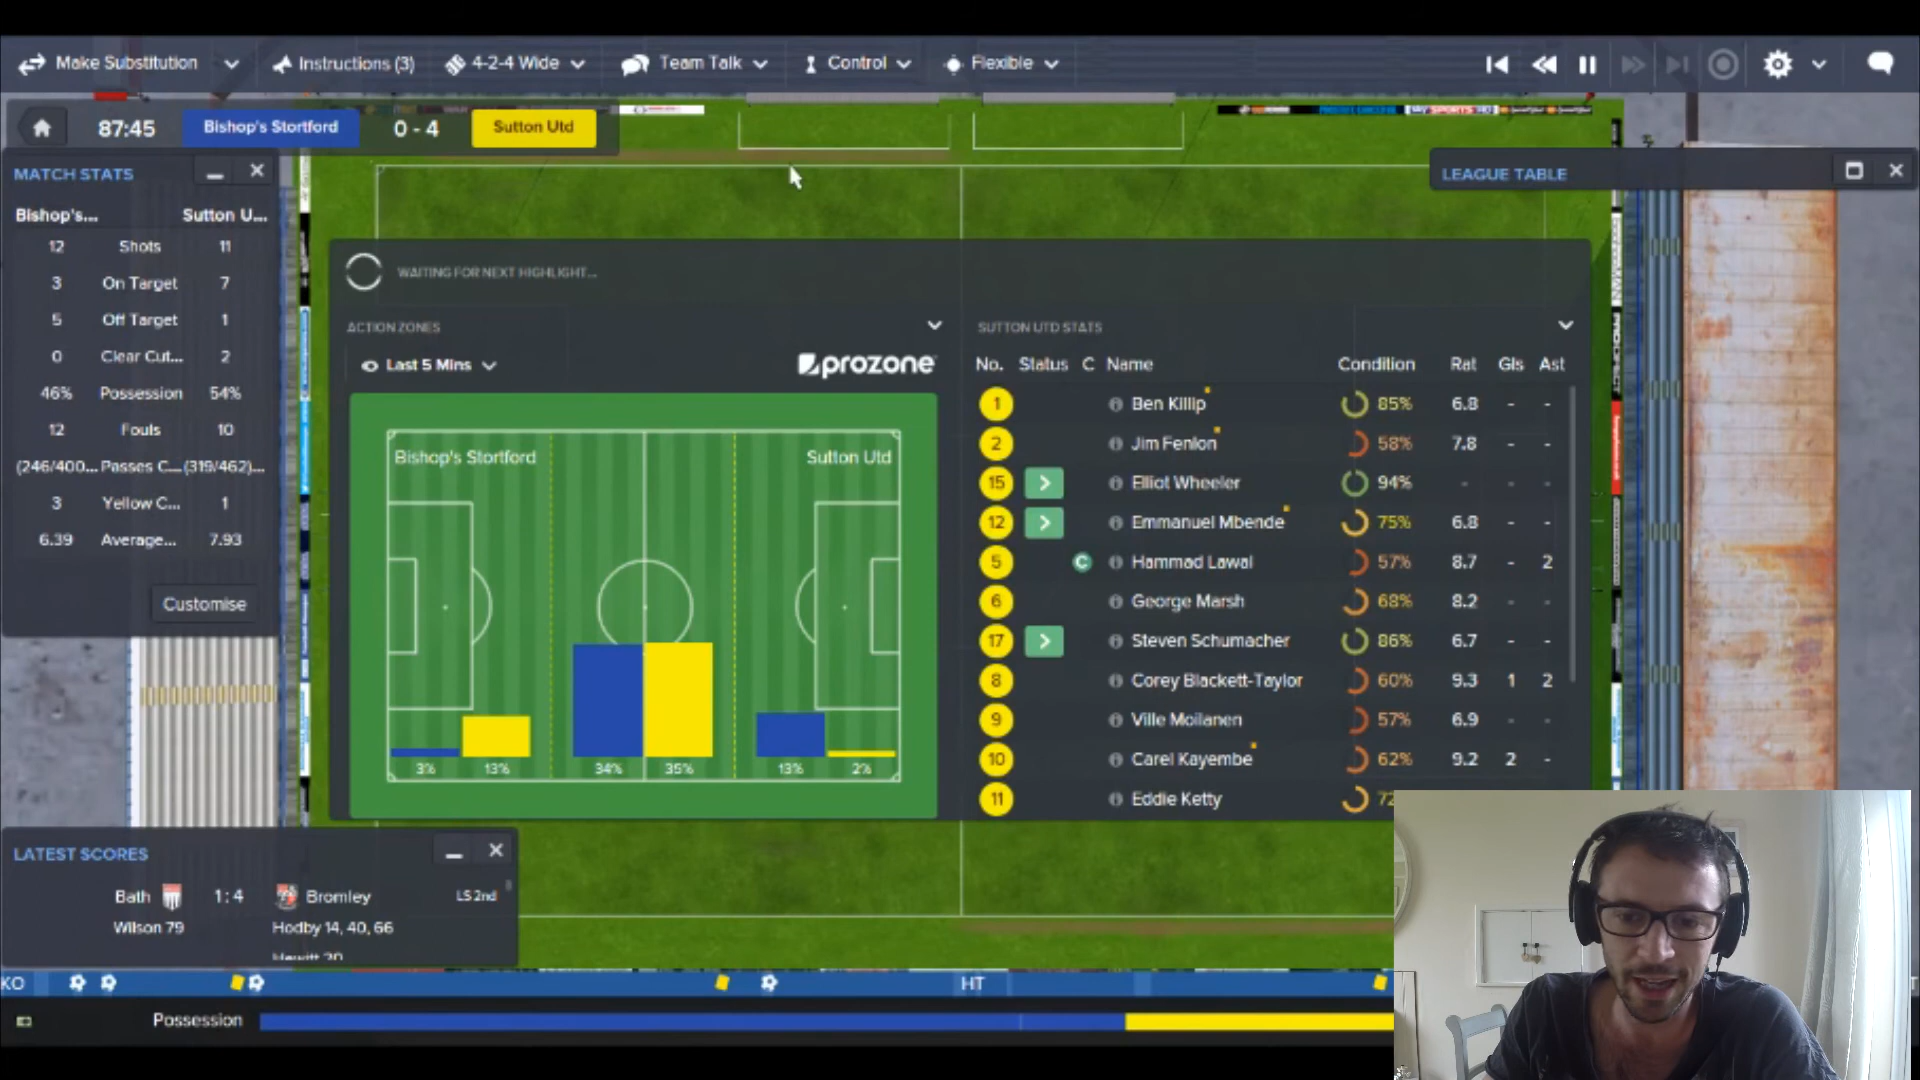 Make Substitution
Instructions (3)
4-2-4 Wide
Team Talk
Control
Flexible
87:45
Bishop's Stortford
0 - 4
Sutton Utd
MATCH STATS
Bishop's... Sutton U...
12 Shots 11
3 On Target 7
5 Off Target 1
0 Clear Cut... 2
46% Possession 54%
12 Fouls 10
(246/400... Passes C... (319/462)...
3 Yellow C... 1
6.39 Average... 7.93
Customise
LEAGUE TABLE
WAITING FOR NEXT HIGHLIGHT...
ACTION ZONES
Last 5 Mins
prozone
Bishop's Stortford
Sutton Utd
3% 13% 34% 35% 13% 2%
SUTTON UTD STATS
No. Status C Name Condition Rat Gls Ast
1 Ben Killip 85% 6.8 - -
2 Jim Fenlon 58% 7.8 - -
15 Elliot Wheeler 94% - - -
12 Emmanuel Mbende 75% 6.8 - -
5 C Hammad Lawal 57% 8.7 - 2
6 George Marsh 68% 8.2 - -
17 Steven Schumacher 86% 6.7 - -
8 Corey Blackett-Taylor 60% 9.3 1 2
9 Ville Moilanen 57% 6.9 - -
10 Carel Kayembe 62% 9.2 2 -
11 Eddie Ketty
LATEST SCORES
Bath 1 : 4 Bromley LS 2nd
Wilson 79 Hodby 14, 40, 66
KO
HT
Possession